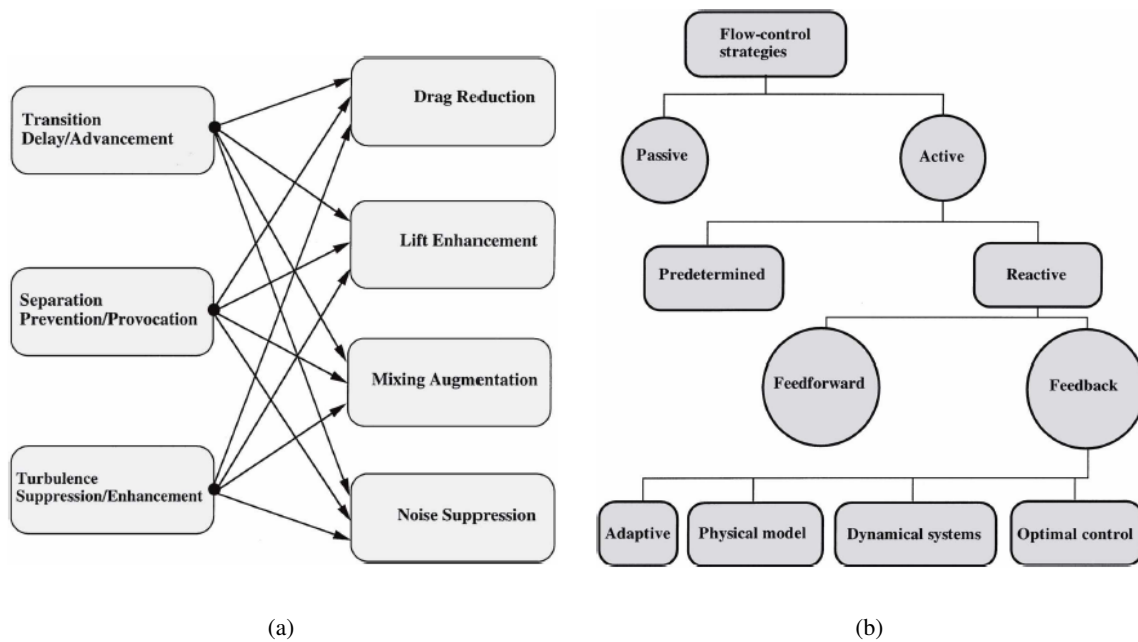 Transition
Delay/Advancement
Separation
Prevention/Provocation
Turbulence
Suppression/Enhancement
Drag Reduction
Lift Enhancement
Mixing Augmentation
Noise Suppression
(a)
Flow-control
strategies
Passive
Active
Predetermined
Reactive
Feedforward
Feedback
Adaptive
Physical model
Dynamical systems
Optimal control
(b)